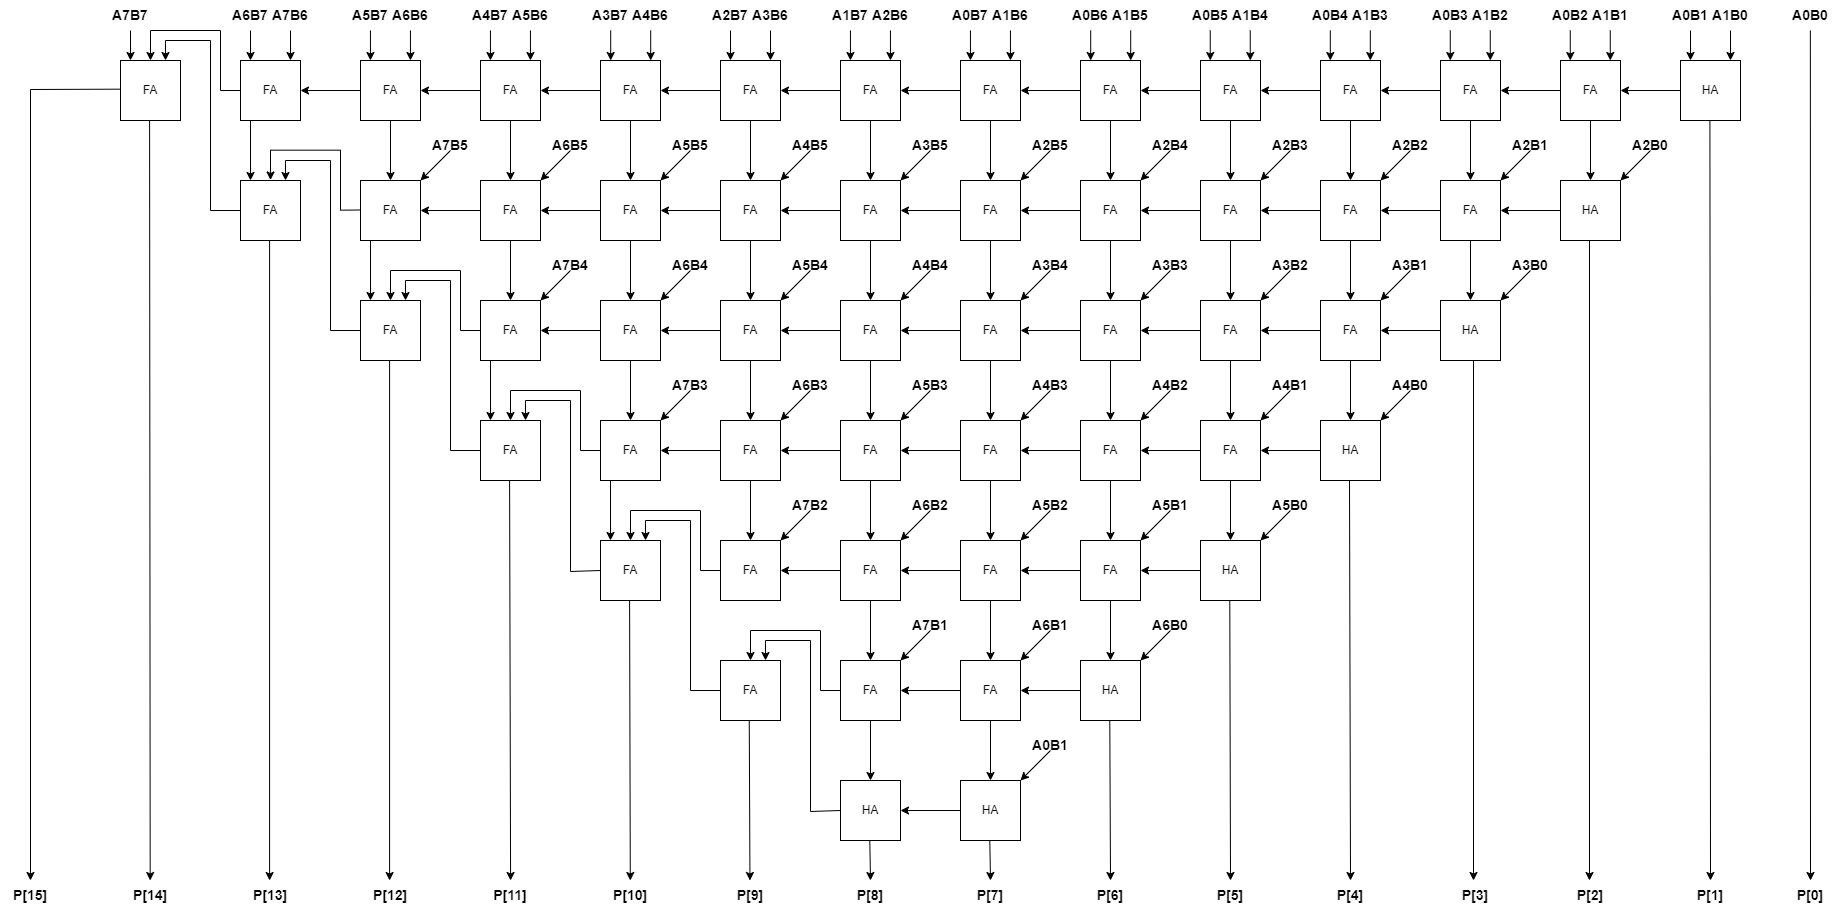 A7B7 A6B7 A7B6 A5B7 A6B6 A4B7 A5B6 A3B7 A4B6 A2B7 A3B6 A1B7 A2B6 A0B7 A1B6 A0B6 A1B5 A0B5 A1B4 A0B4 A1B3 A0B3 A1B2 A0B2 A1B1 A0B1 A1B0 A0B0
FA FA FA FA FA FA FA FA FA FA FA FA FA HA
A7B5 A6B5 A5B5 A4B5 A3B5 A2B5 A2B4 A2B3 A2B2 A2B1 A2B0
FA FA FA FA FA FA FA FA FA FA FA HA
A7B4 A6B4 A5B4 A4B4 A3B4 A3B3 A3B2 A3B1 A3B0
FA FA FA FA FA FA FA FA FA HA
A7B3 A6B3 A5B3 A4B3 A4B2 A4B1 A4B0
FA FA FA FA FA FA FA HA
A7B2 A6B2 A5B2 A5B1 A5B0
FA FA FA FA FA HA
A7B1 A6B1 A6B0
FA FA FA HA
A0B1
HA HA
P[15] P[14] P[13] P[12] P[11] P[10] P[9] P[8] P[7] P[6] P[5] P[4] P[3] P[2] P[1] P[0]